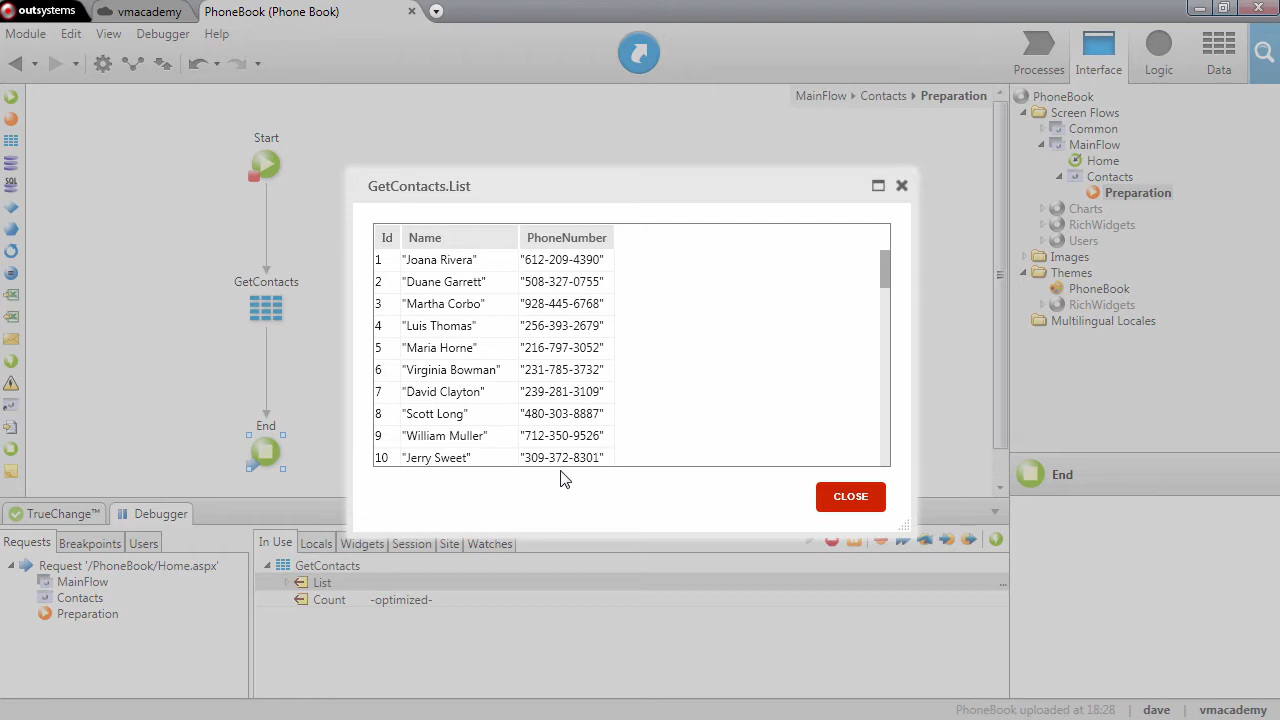 outsystems
vmacademy
PhoneBook (Phone Book)
Module Edit View Debugger Help
Processes Interface Logic Data
MainFlow Contacts Preparation
Start
GetContacts
End
SQL
GetContacts.List
Id Name PhoneNumber
1 "Joana Rivera" "612-209-4390"
2 "Duane Garrett" "508-327-0755"
3 "Martha Corbo" "928-445-6768"
4 "Luis Thomas" "256-393-2679"
5 "Maria Horne" "216-797-3052"
6 "Virginia Bowman" "231-785-3732"
7 "David Clayton" "239-281-3109"
8 "Scott Long" "480-303-8887"
9 "William Muller" "712-350-9526"
10 "Jerry Sweet" "309-372-8301"
CLOSE
PhoneBook
Screen Flows
Common
MainFlow
Home
Contacts
Preparation
Charts
RichWidgets
Users
Images
Themes
PhoneBook
RichWidgets
Multilingual Locales
End
TrueChange™ Debugger
Requests Breakpoints Users
Request '/PhoneBook/Home.aspx'
MainFlow
Contacts
Preparation
In Use Locals Widgets Session Site Watches
GetContacts
List ...
Count -optimized-
PhoneBook uploaded at 18:28 dave vmacademy